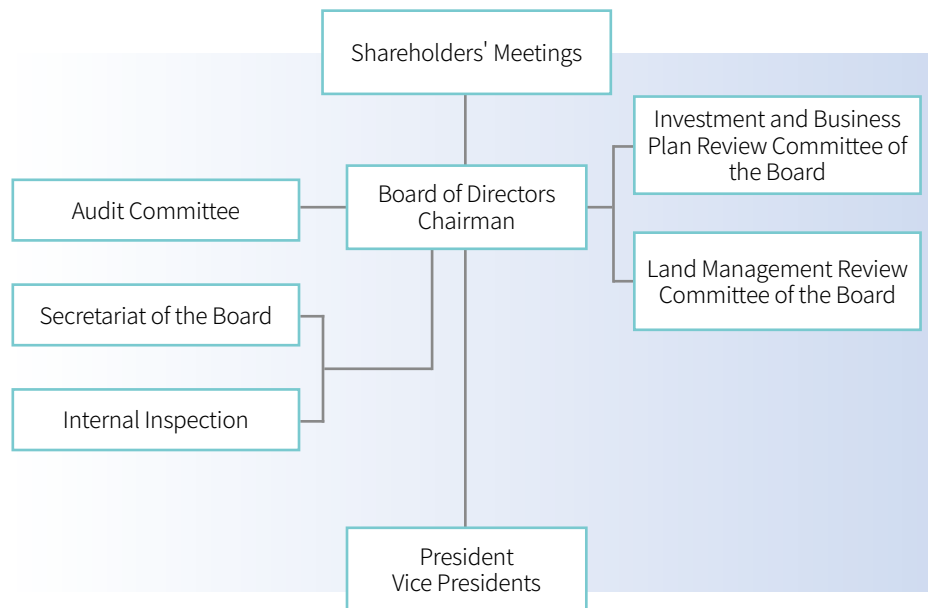 Shareholders' Meetings
Investment and Business
Plan Review Committee of
the Board
Board of Directors
Chairman
Audit Committee
Land Management Review
Committee of the Board
Secretariat of the Board
Internal Inspection
President
Vice Presidents